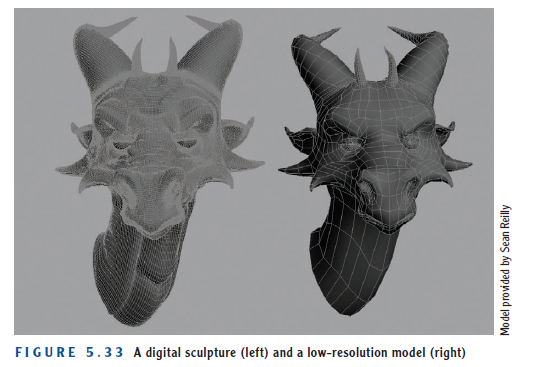 Model provided by Sean Reilly
FIGURE 5.33 A digital sculpture (left) and a low-resolution model (right)